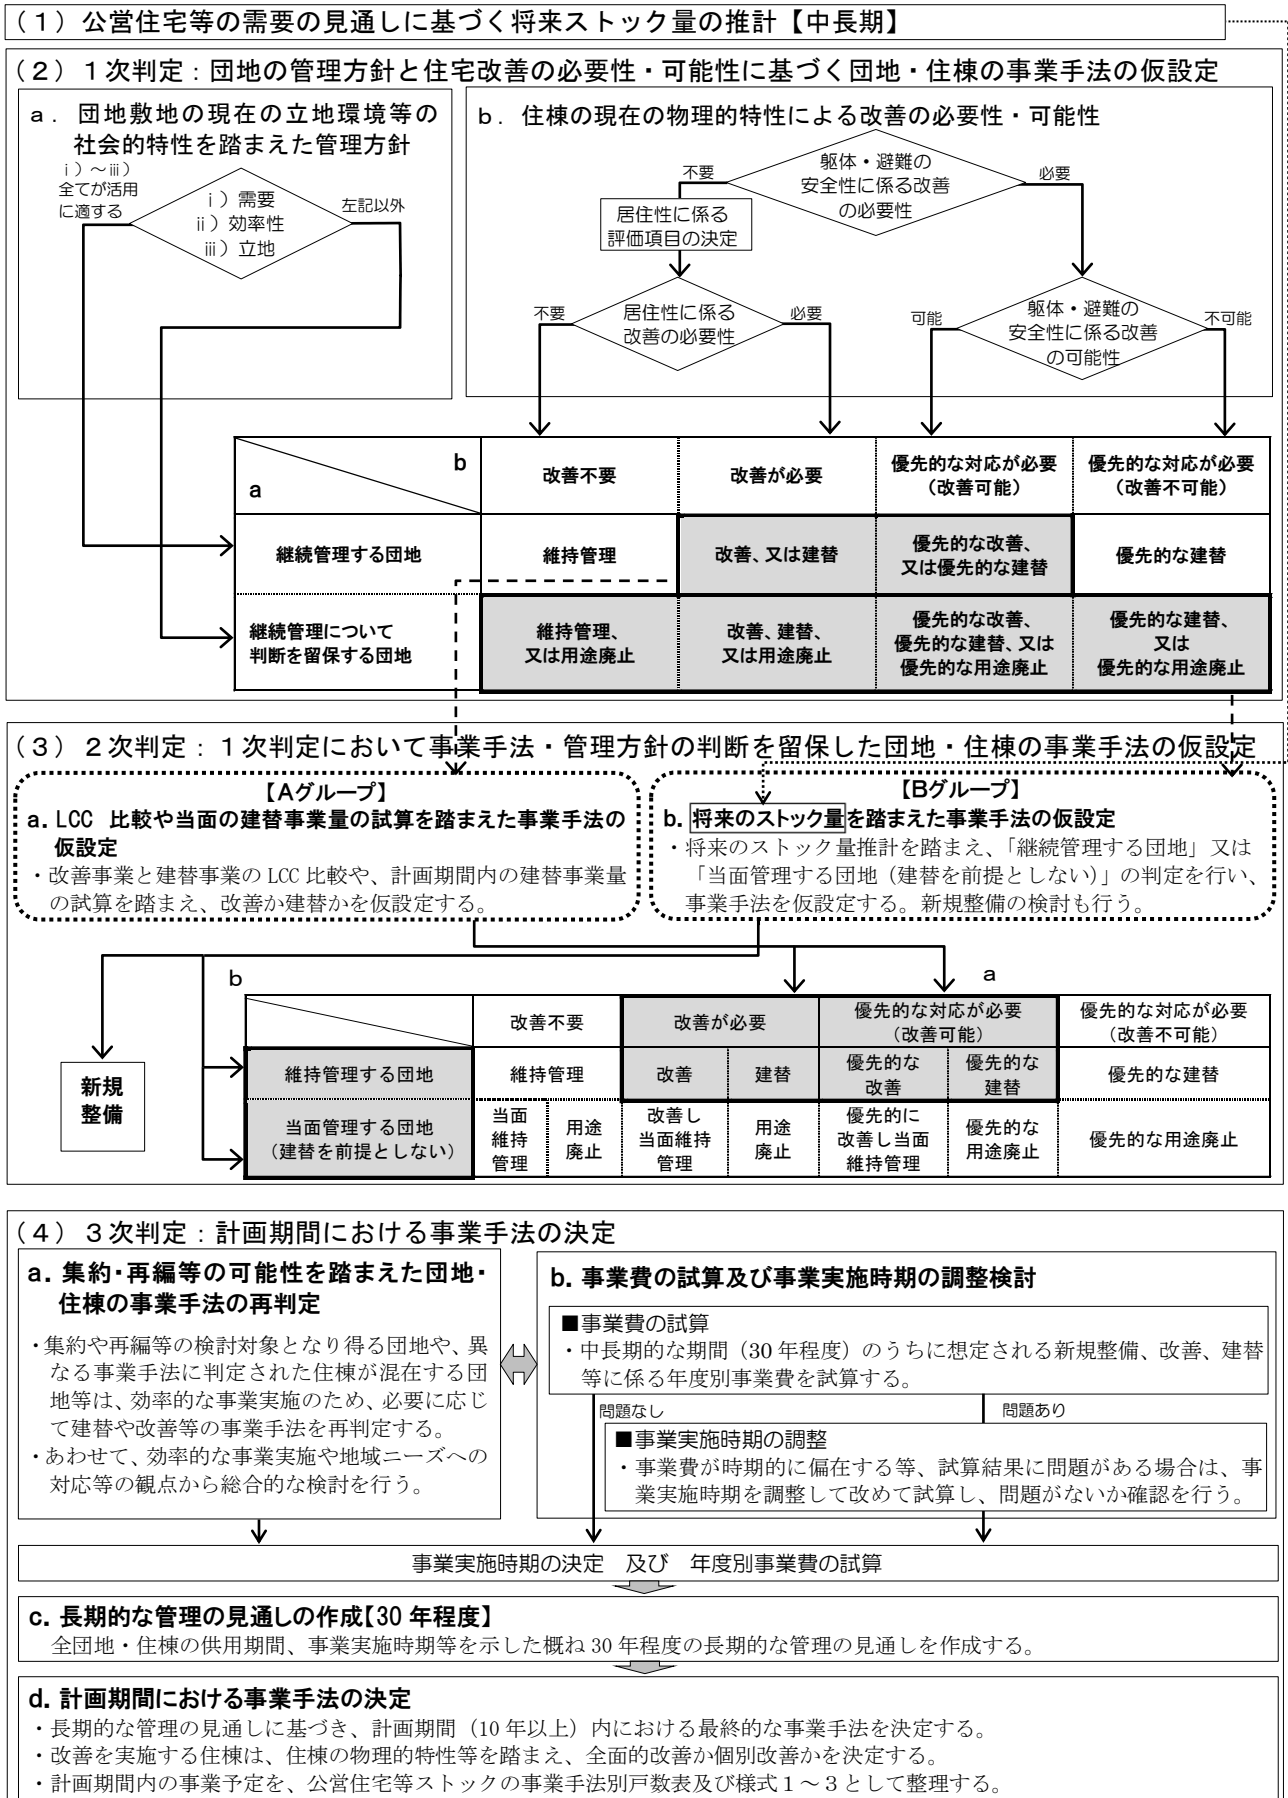 （１）公営住宅等の需要の見通しに基づく将来ストック量の推計【中長期】
（２）１次判定：団地の管理方針と住宅改善の必要性・可能性に基づく団地・住棟の事業手法の仮設定
ａ．団地敷地の現在の立地環境等の
社会的特性を踏まえた管理方針
ⅰ）～ⅲ）
全てが活用
に適する
ⅰ）需要
ⅱ）効率性
ⅲ）立地
左記以外
ｂ．住棟の現在の物理的特性による改善の必要性・可能性
不要
躯体・避難の
安全性に係る改善
の必要性
必要
居住性に係る
評価項目の決定
不要
居住性に係る
改善の必要性
必要
可能
躯体・避難の
安全性に係る改善
の可能性
不可能
b
a
改善不要
改善が必要
優先的な対応が必要
（改善可能）
優先的な対応が必要
（改善不可能）
継続管理する団地
維持管理
改善、又は建替
優先的な改善、
又は優先的な建替
優先的な建替
継続管理について
判断を留保する団地
維持管理、
又は用途廃止
改善、建替、
又は用途廃止
優先的な改善、
優先的な建替、又は
優先的な用途廃止
優先的な建替、
又は
優先的な用途廃止
（３）２次判定：１次判定において事業手法・管理方針の判断を留保した団地・住棟の事業手法の仮設定
【Aグループ】
a．LCC 比較や当面の建替事業量の試算を踏まえた事業手法の
仮設定
・改善事業と建替事業の LCC 比較や、計画期間内の建替事業量
の試算を踏まえ、改善か建替かを仮設定する。
【Bグループ】
b．将来のストック量を踏まえた事業手法の仮設定
・将来のストック量推計を踏まえ、「継続管理する団地」又は
「当面管理する団地（建替を前提としない）」の判定を行い、
事業手法を仮設定する。新規整備の検討も行う。
b
a
新規
整備
改善不要
改善が必要
優先的な対応が必要
（改善可能）
優先的な対応が必要
（改善不可能）
維持管理する団地
維持管理
改善
建替
優先的な
改善
優先的な
建替
優先的な建替
当面管理する団地
（建替を前提としない）
当面
維持
管理
用途
廃止
改善し
当面維持
管理
用途
廃止
優先的に
改善し当面
維持管理
優先的な
用途廃止
優先的な用途廃止
（４）３次判定：計画期間における事業手法の決定
a．集約・再編等の可能性を踏まえた団地・
住棟の事業手法の再判定
・集約や再編等の検討対象となり得る団地や、異
なる事業手法に判定された住棟が混在する団
地等は、効率的な事業実施のため、必要に応じ
て建替や改善等の事業手法を再判定する。
・あわせて、効率的な事業実施や地域ニーズへの
対応等の観点から総合的な検討を行う。
b．事業費の試算及び事業実施時期の調整検討
■事業費の試算
・中長期的な期間（30 年程度）のうちに想定される新規整備、改善、建替
等に係る年度別事業費を試算する。
問題なし
問題あり
■事業実施時期の調整
・事業費が時期的に偏在する等、試算結果に問題がある場合は、事
業実施時期を調整して改めて試算し、問題がないか確認を行う。
事業実施時期の決定　及び　年度別事業費の試算
c．長期的な管理の見通しの作成【30 年程度】
全団地・住棟の供用期間、事業実施時期等を示した概ね 30 年程度の長期的な管理の見通しを作成する。
d．計画期間における事業手法の決定
・長期的な管理の見通しに基づき、計画期間（10 年以上）内における最終的な事業手法を決定する。
・改善を実施する住棟は、住棟の物理的特性等を踏まえ、全面的改善か個別改善かを決定する。
・計画期間内の事業予定を、公営住宅等ストックの事業手法別戸数表及び様式１～３として整理する。